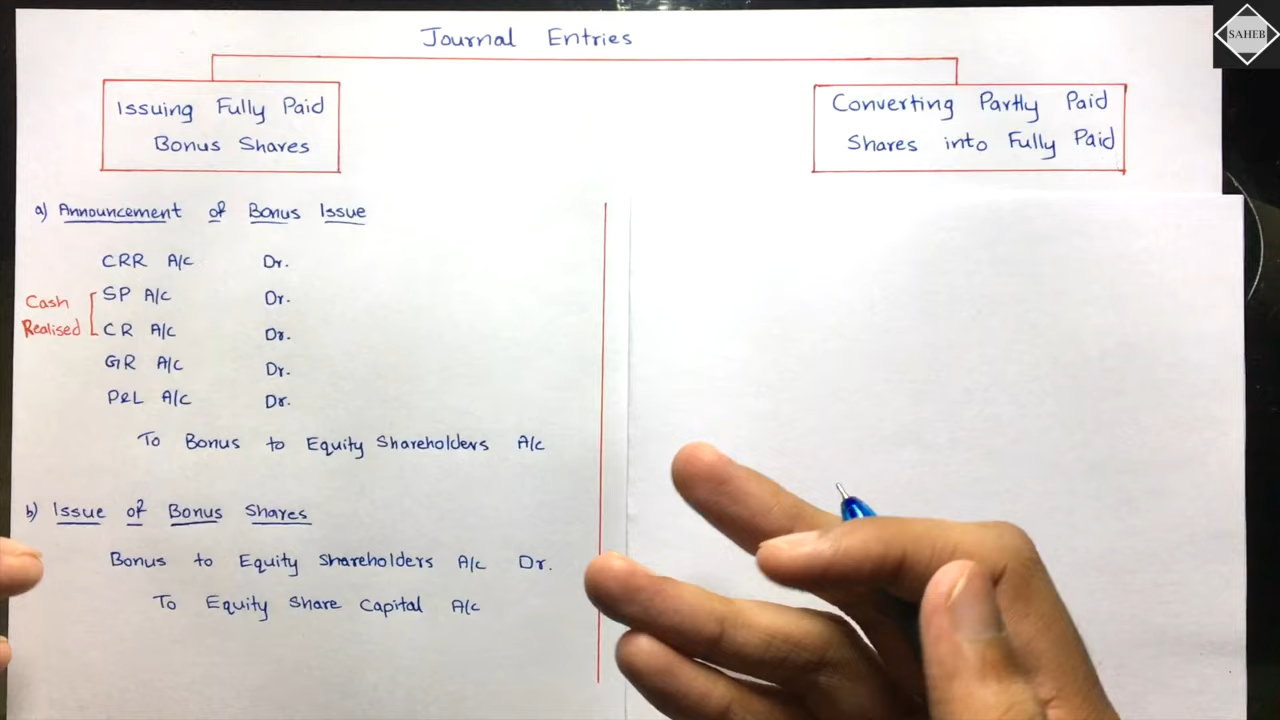 Journal Entries
Issuing Fully Paid
Bonus Shares
Converting Partly Paid
Shares into Fully Paid
a) Announcement of Bonus Issue
CRR A/c Dr.
SP A/c Dr.
CR A/c Dr.
GR A/c Dr.
P&L A/c Dr.
Cash
Realised
To Bonus to Equity Shareholders A/c
b) Issue of Bonus Shares
Bonus to Equity Shareholders A/c Dr.
To Equity Share Capital A/c
SAHEB